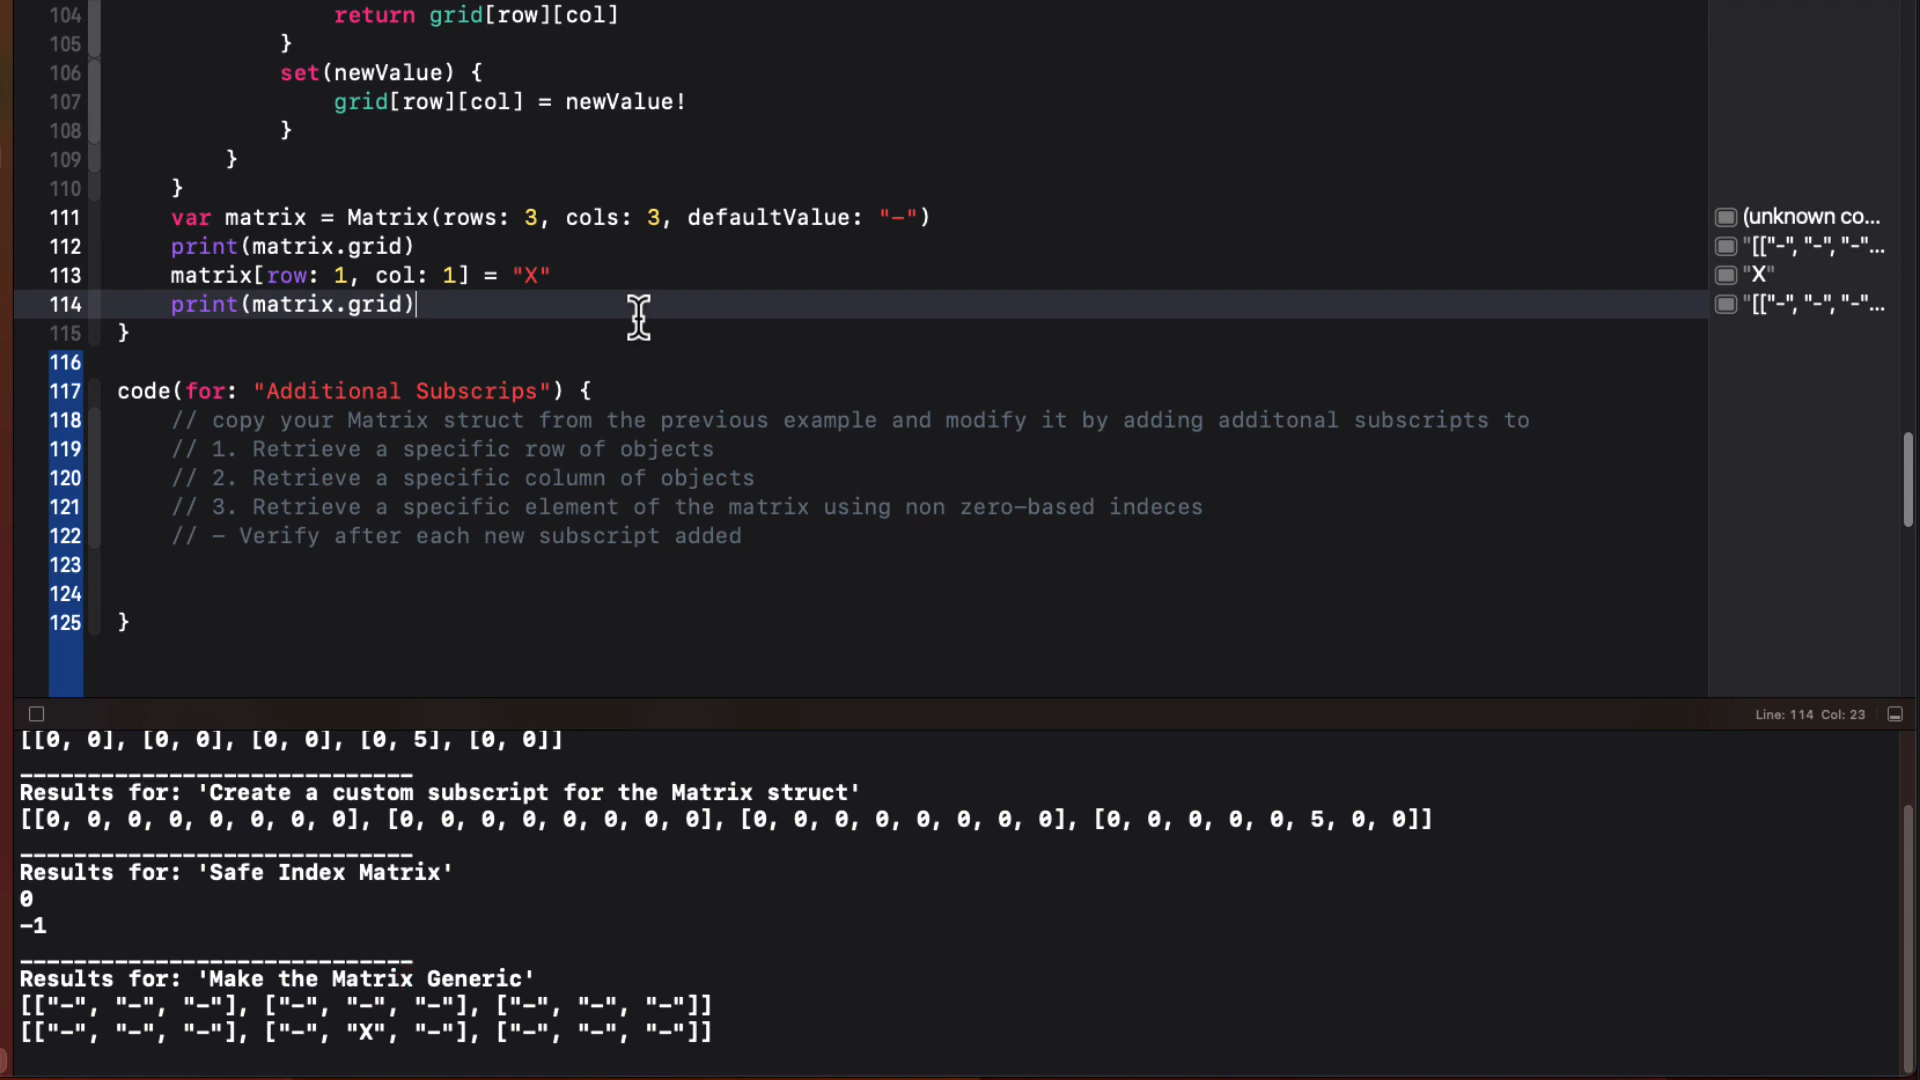 104 return grid[row][col]
105 }
106 set(newValue) {
107 grid[row][col] = newValue!
108 }
109 }
110 }
111 var matrix = Matrix(rows: 3, cols: 3, defaultValue: "-") (unknown co...
112 print(matrix.grid) "[["-", "-", "-"...
113 matrix[row: 1, col: 1] = "X" "X"
114 print(matrix.grid) "[["-", "-", "-"...
115 }
116
117 code(for: "Additional Subscrips") {
118 // copy your Matrix struct from the previous example and modify it by adding additonal subscripts to
119 // 1. Retrieve a specific row of objects
120 // 2. Retrieve a specific column of objects
121 // 3. Retrieve a specific element of the matrix using non zero-based indeces
122 // - Verify after each new subscript added
123
124
125 }
Line: 114 Col: 23
[[0, 0], [0, 0], [0, 0], [0, 5], [0, 0]]
_____________________________
Results for: 'Create a custom subscript for the Matrix struct'
[[0, 0, 0, 0, 0, 0, 0, 0], [0, 0, 0, 0, 0, 0, 0, 0], [0, 0, 0, 0, 0, 0, 0, 0], [0, 0, 0, 0, 0, 5, 0, 0]]
_____________________________
Results for: 'Safe Index Matrix'
0
-1
_____________________________
Results for: 'Make the Matrix Generic'
[["-", "-", "-"], ["-", "-", "-"], ["-", "-", "-"]]
[["-", "-", "-"], ["-", "X", "-"], ["-", "-", "-"]]